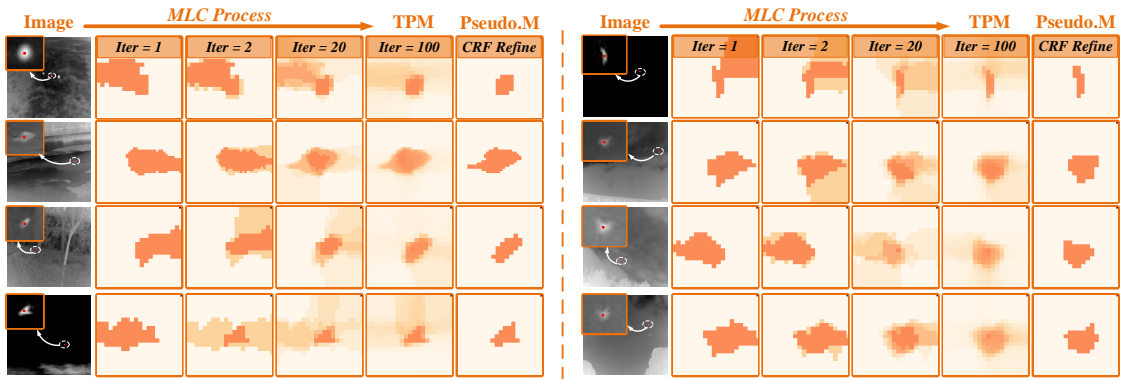 Image MLC Process TPM Pseudo.M
Iter = 1 Iter = 2 Iter = 20 Iter = 100 CRF Refine
Image MLC Process TPM Pseudo.M
Iter = 1 Iter = 2 Iter = 20 Iter = 100 CRF Refine